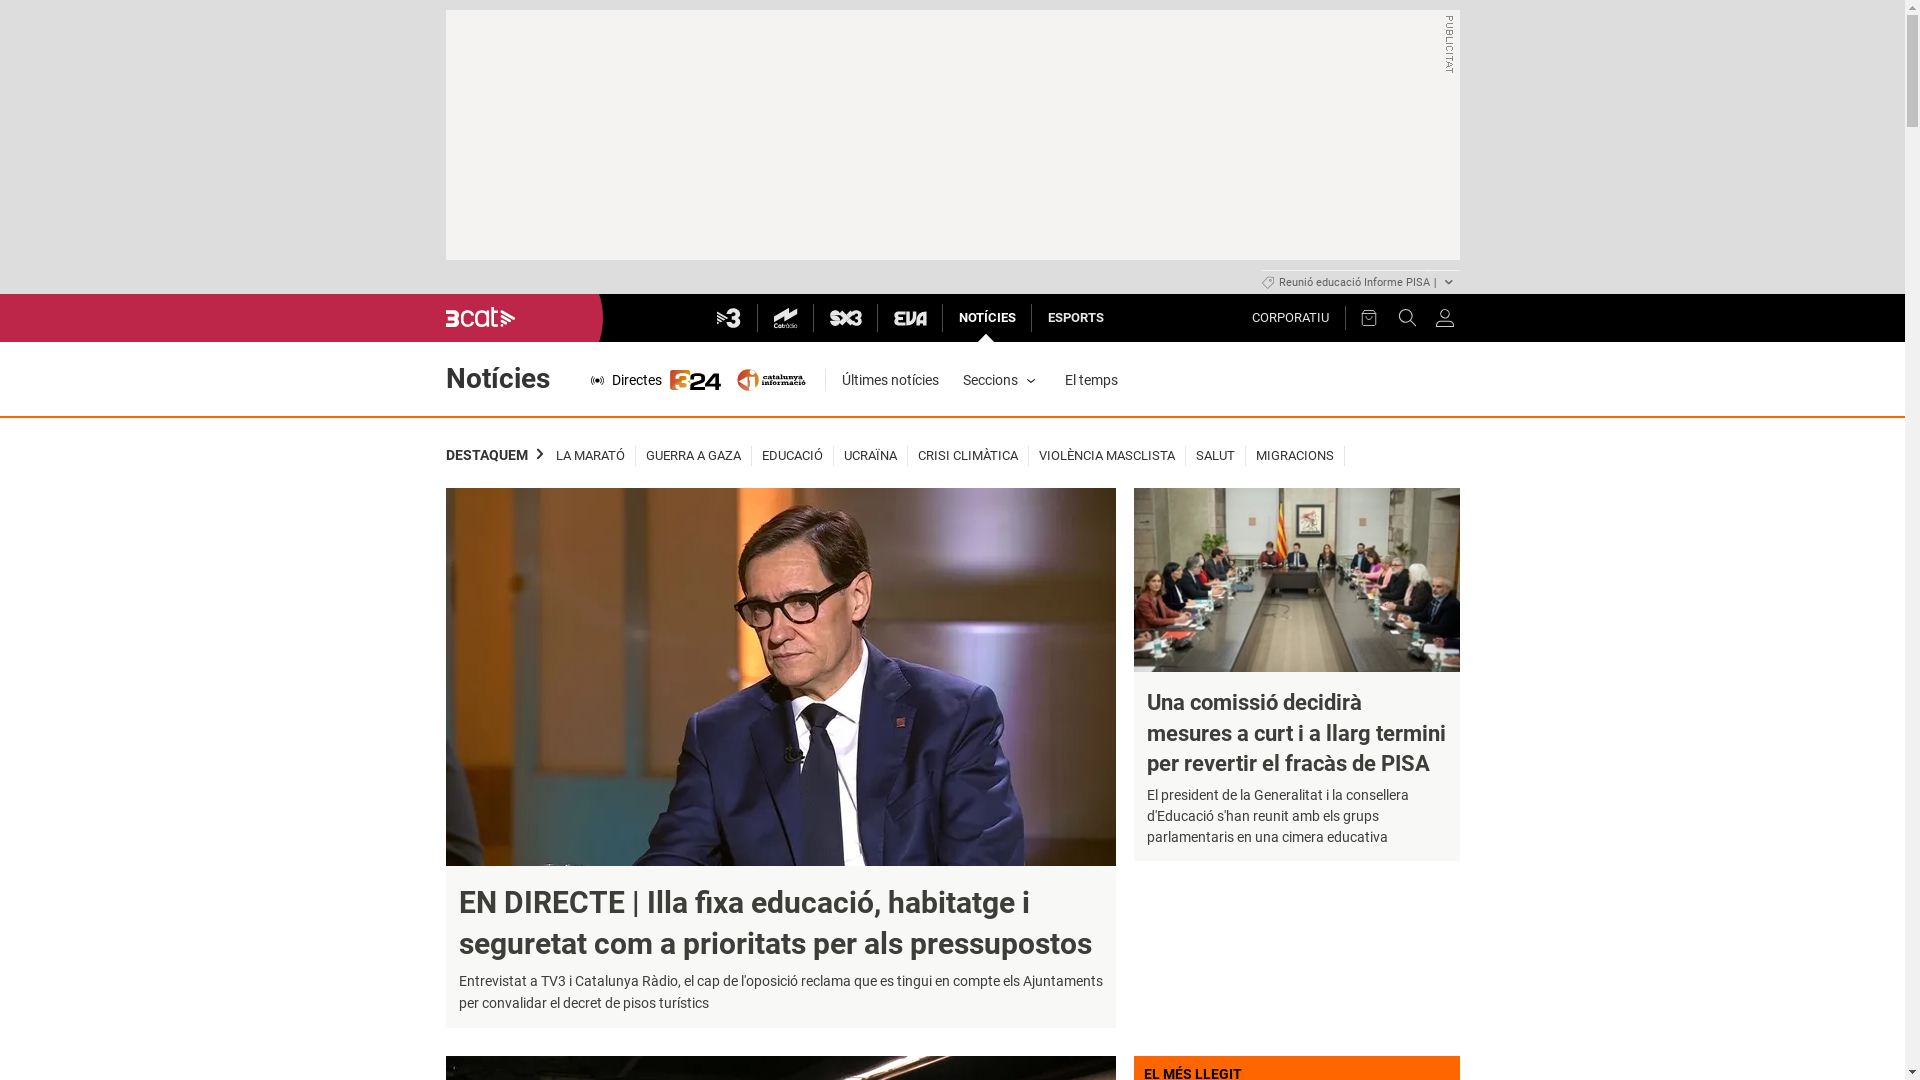 PUBLICITAT
Reunió educació Informe PISA |
3cat
3
Catràdio
SX3
EVA
NOTÍCIES
ESPORTS
CORPORATIU
Notícies
Directes
324
catalunya
informació
Últimes notícies
Seccions
El temps
DESTAQUEM
LA MARATÓ
GUERRA A GAZA
EDUCACIÓ
UCRAÏNA
CRISI CLIMÀTICA
VIOLÈNCIA MASCLISTA
SALUT
MIGRACIONS
Una comissió decidirà
mesures a curt i a llarg termini
per revertir el fracàs de PISA
El president de la Generalitat i la consellera
d'Educació s'han reunit amb els grups
parlamentaris en una cimera educativa
EN DIRECTE | Illa fixa educació, habitatge i
seguretat com a prioritats per als pressupostos
Entrevistat a TV3 i Catalunya Ràdio, el cap de l'oposició reclama que es tingui en compte els Ajuntaments
per convalidar el decret de pisos turístics
EL MÉS LLEGIT